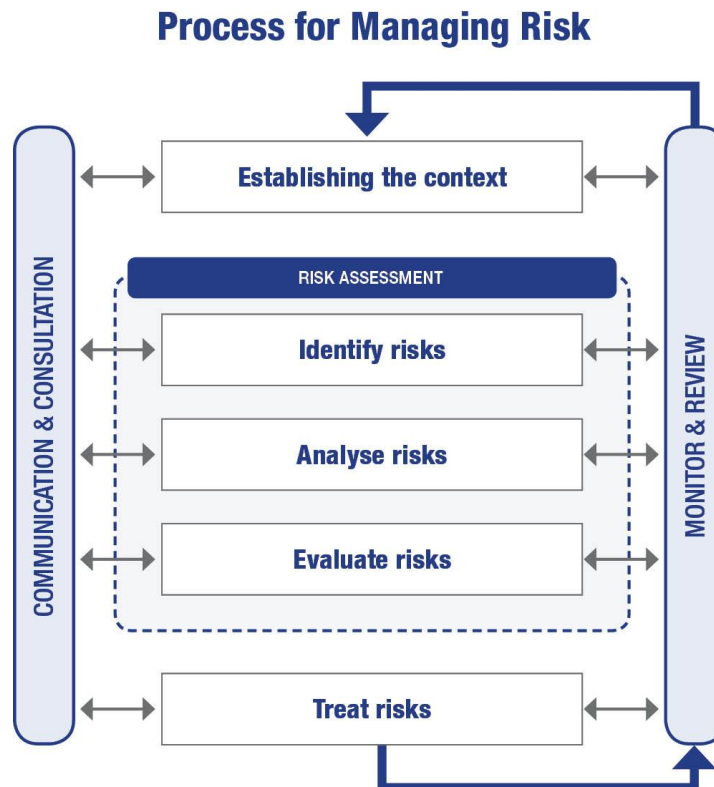 Process for Managing Risk
Establishing the context
RISK ASSESSMENT
Identify risks
Analyse risks
Evaluate risks
Treat risks
COMMUNICATION & CONSULTATION
MONITOR & REVIEW